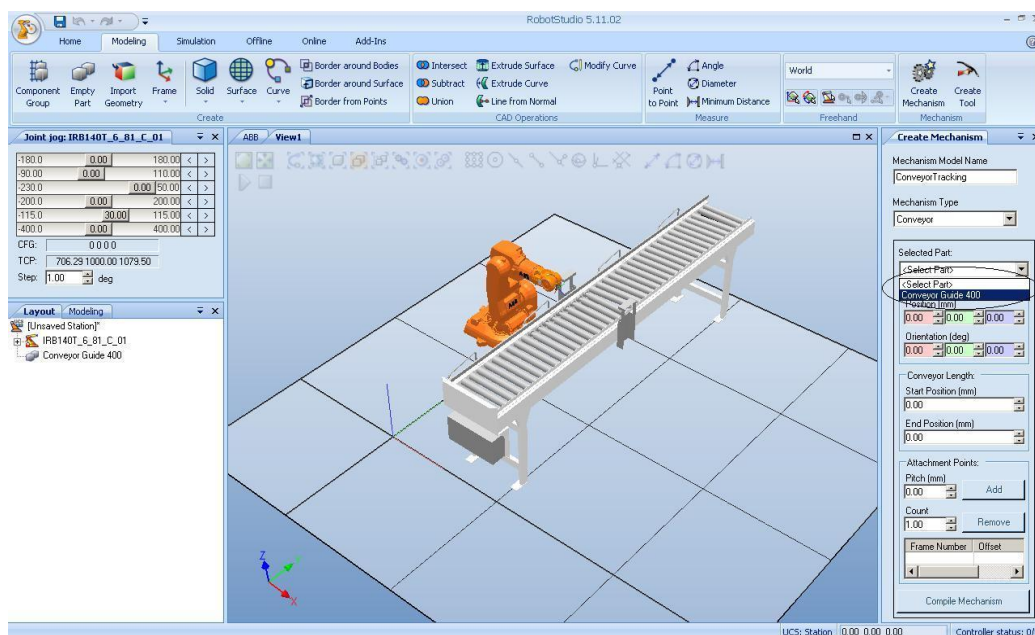 RobotStudio 5.11.02
Home Modeling Simulation Offline Online Add-Ins
Component Group
Empty Part
Import Geometry
Frame
Solid
Surface
Curve
Border around Bodies
Border around Surface
Border from Points
Create
Intersect
Subtract
Union
Extrude Surface
Extrude Curve
Line from Normal
Modify Curve
CAD Operations
Point to Point
Angle
Diameter
Minimum Distance
Measure
World
Freehand
Create Mechanism
Create Tool
Mechanism
Joint jog: IRB140T_6_81_C_01
-180.0 0.00 180.00 < >
-90.00 0.00 110.00 < >
-230.0 0.00 50.00 < >
-200.0 0.00 200.00 < >
-115.0 30.00 115.00 < >
-400.0 0.00 400.00 < >
CFG: 0 0 0 0
TCP: 706.29 1000.00 1079.50
Step: 1.00 deg
Layout Modeling
[Unsaved Station]*
IRB140T_6_81_C_01
Conveyor Guide 400
ABB View1
Z
X
Create Mechanism
Mechanism Model Name
ConveyorTracking
Mechanism Type
Conveyor
Selected Part:
<Select Part>
<Select Part>
Conveyor Guide 400
Position (mm)
0.00 0.00 0.00
Orientation (deg)
0.00 0.00 0.00
Conveyor Length:
Start Position (mm)
0.00
End Position (mm)
0.00
Attachment Points:
Pitch (mm)
0.00 Add
Count
1.00 Remove
Frame Number Offset
Compile Mechanism
UCS: Station 0.00 0.00 0.00 Controller status: 0/